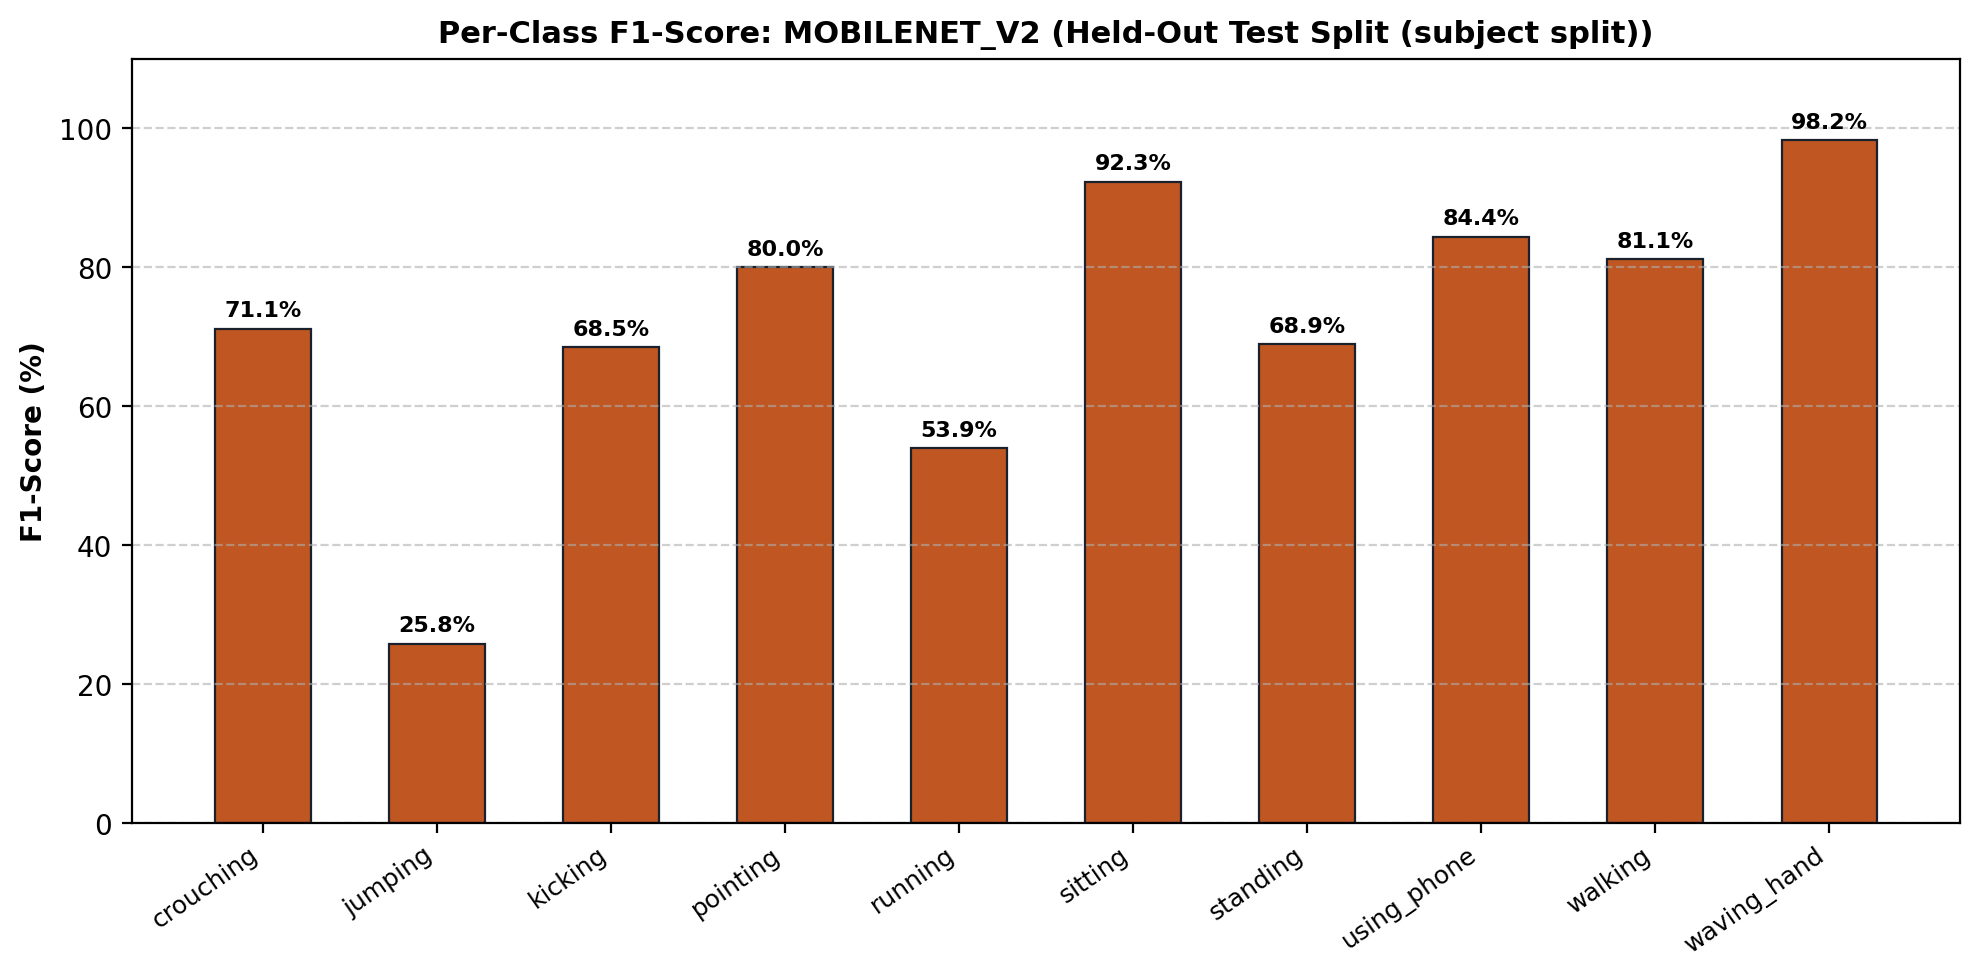 Per-Class F1-Score: MOBILENET_V2 (Held-Out Test Split (subject split))
F1-Score (%)
100
80
60
40
20
0
71.1%
25.8%
68.5%
80.0%
53.9%
92.3%
68.9%
84.4%
81.1%
98.2%
crouching
jumping
kicking
pointing
running
sitting
standing
using_phone
walking
waving_hand